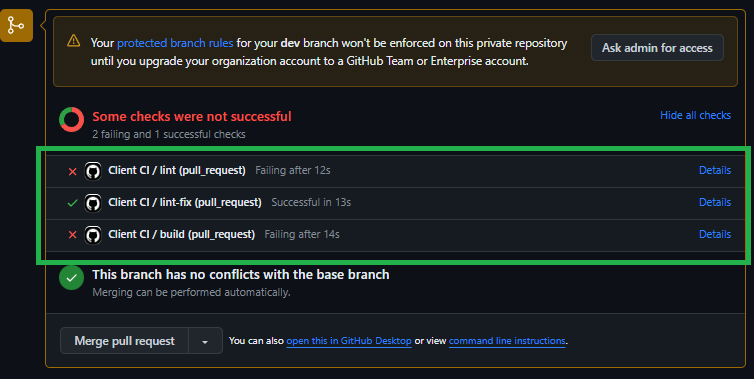 Your protected branch rules for your dev branch won't be enforced on this private repository
until you upgrade your organization account to a GitHub Team or Enterprise account.
Ask admin for access
Some checks were not successful
Hide all checks
2 failing and 1 successful checks
Client CI / lint (pull_request) Failing after 12s
Details
Client CI / lint-fix (pull_request) Successful in 13s
Details
Client CI / build (pull_request) Failing after 14s
Details
This branch has no conflicts with the base branch
Merging can be performed automatically.
Merge pull request
You can also open this in GitHub Desktop or view command line instructions.